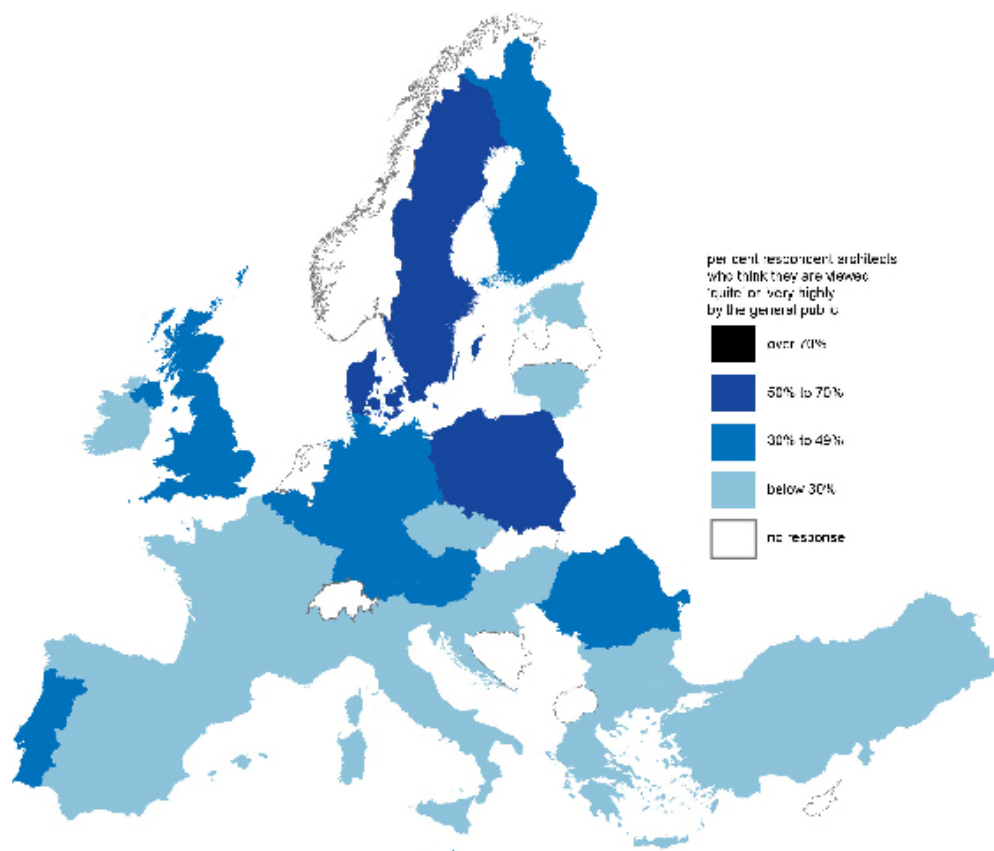 per cent respondent architects
who think they are viewed
'quite' or 'very highly'
by the general public
over 70%
50% to 70%
30% to 49%
below 30%
no response